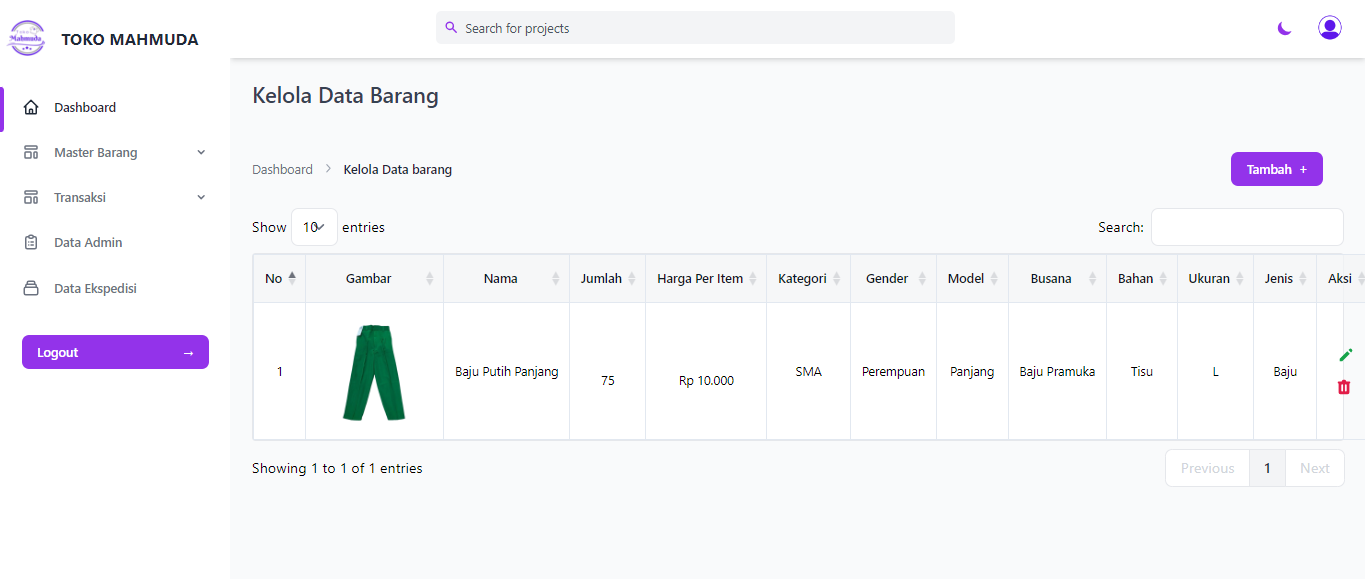 Mahmuda
TOKO MAHMUDA
Search for projects
Dashboard
Master Barang
Transaksi
Data Admin
Data Ekspedisi
Logout →
Kelola Data Barang
Dashboard > Kelola Data barang
Tambah +
Show 10 entries
Search:
No Gambar Nama Jumlah Harga Per Item Kategori Gender Model Busana Bahan Ukuran Jenis Aksi
1 Baju Putih Panjang 75 Rp 10.000 SMA Perempuan Panjang Baju Pramuka Tisu L Baju
Showing 1 to 1 of 1 entries
Previous 1 Next